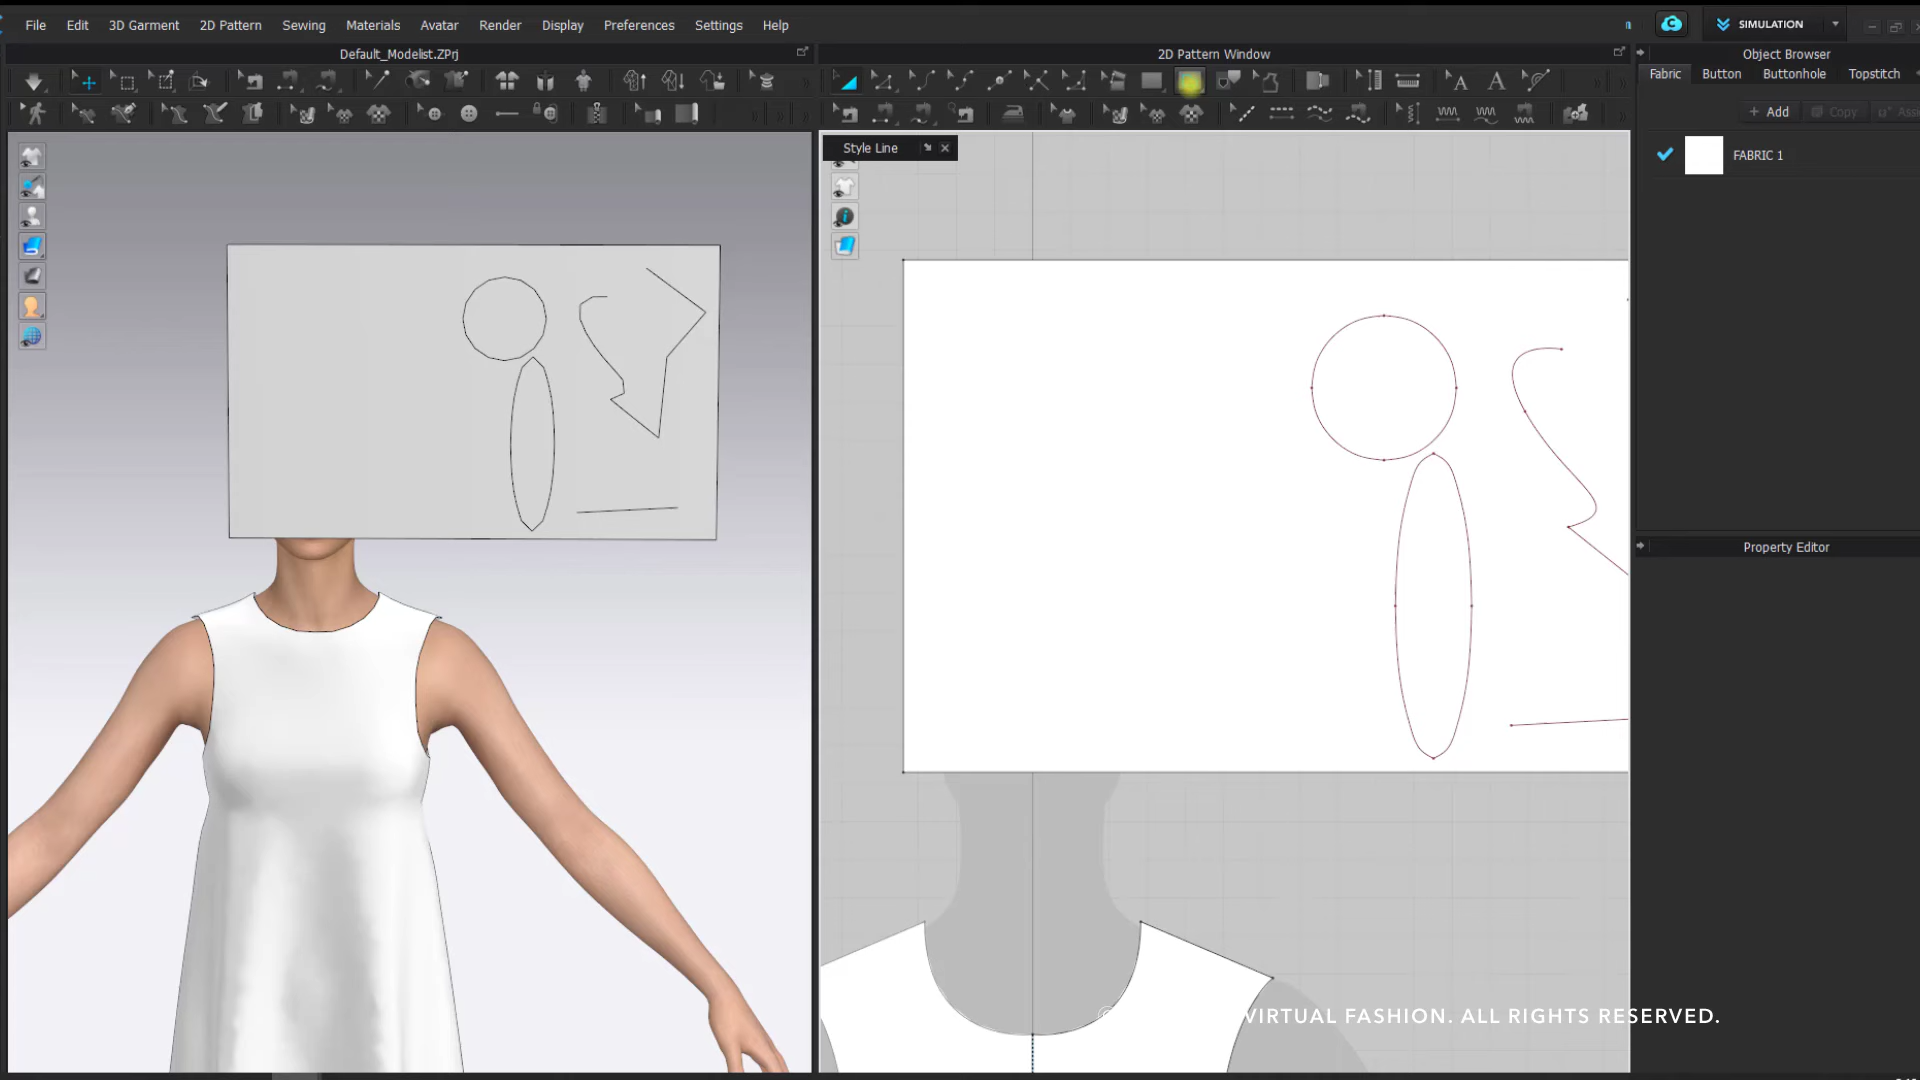 File Edit 3D Garment 2D Pattern Sewing Materials Avatar Render Display Preferences Settings Help
SIMULATION
Default_Modelist.ZPrj
2D Pattern Window
Object Browser
Fabric Button Buttonhole Topstitch
+ Add Copy
Style Line
FABRIC 1
Property Editor
VIRTUAL FASHION. ALL RIGHTS RESERVED.